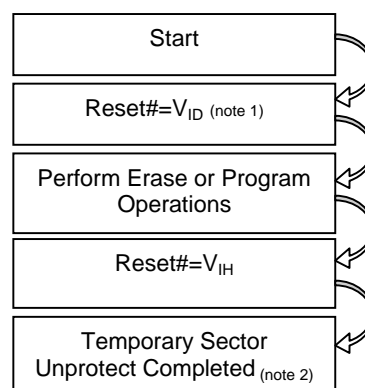 Start
Reset#=VID (note 1)
Perform Erase or Program
Operations
Reset#=VIH
Temporary Sector
Unprotect Completed (note 2)